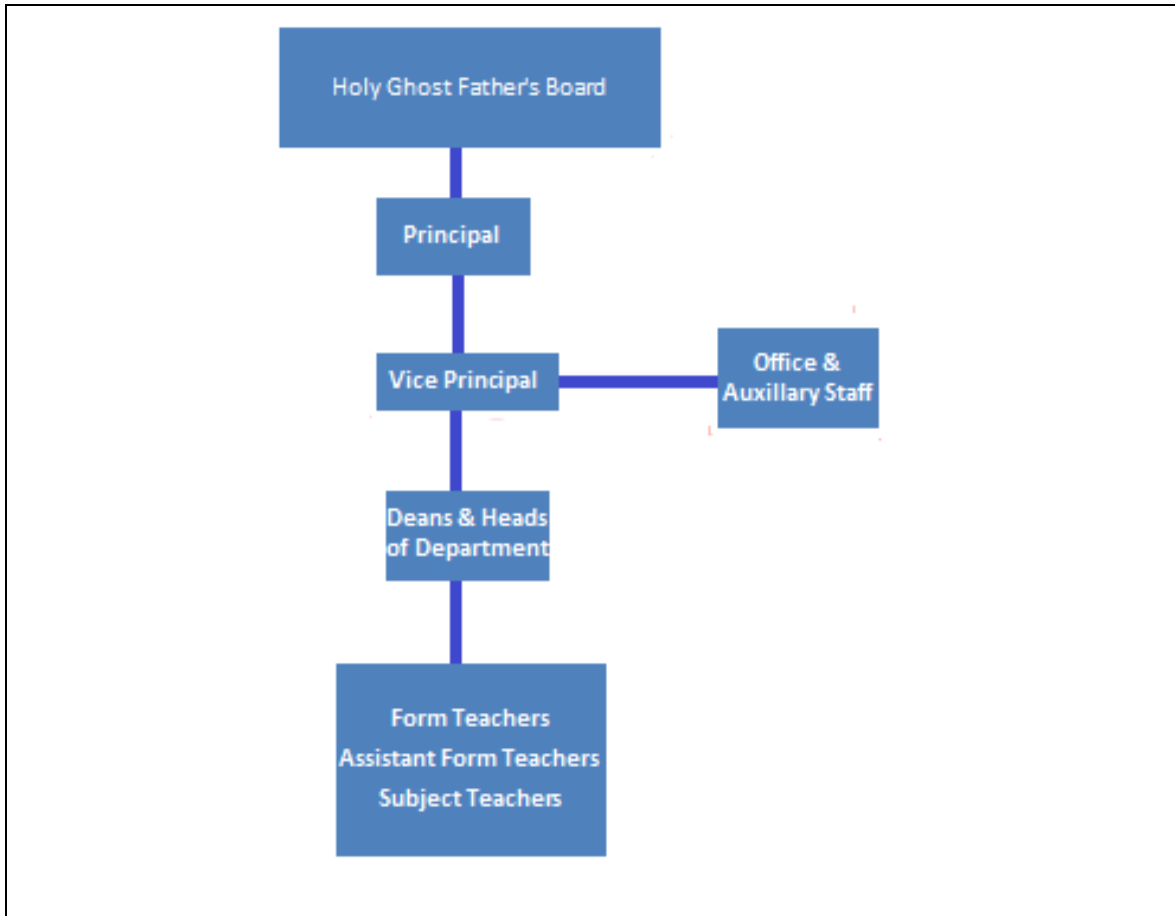 Holy Ghost Father's Board
Principal
Vice Principal
Office &
Auxillary Staff
Deans & Heads
of Department
Form Teachers
Assistant Form Teachers
Subject Teachers